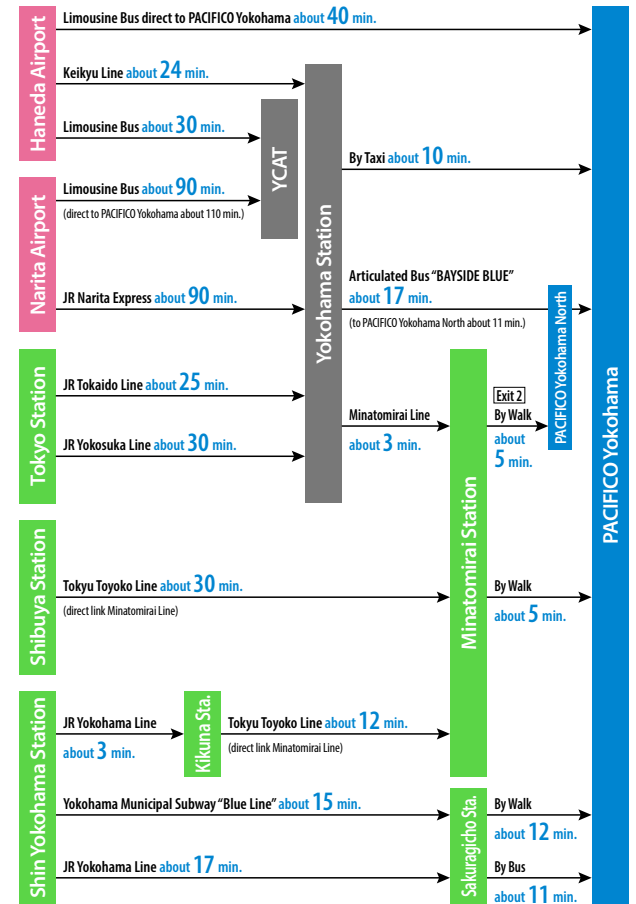 Haneda Airport
Limousine Bus direct to PACIFICO Yokohama about 40 min.
Keikyu Line about 24 min.
Limousine Bus about 30 min.
YCAT
Narita Airport
Limousine Bus about 90 min.
(direct to PACIFICO Yokohama about 110 min.)
JR Narita Express about 90 min.
Yokohama Station
By Taxi about 10 min.
Articulated Bus “BAYSIDE BLUE”
about 17 min.
(to PACIFICO Yokohama North about 11 min.)
PACIFICO Yokohama North
Tokyo Station
JR Tokaido Line about 25 min.
JR Yokosuka Line about 30 min.
Minatomirai Line
about 3 min.
Minatomirai Station
Exit 2
By Walk
about
5 min.
PACIFICO Yokohama
Shibuya Station
Tokyu Toyoko Line about 30 min.
(direct link Minatomirai Line)
By Walk
about 5 min.
Shin Yokohama Station
JR Yokohama Line
about 3 min.
Kikuna Sta.
Tokyu Toyoko Line about 12 min.
(direct link Minatomirai Line)
Yokohama Municipal Subway “Blue Line” about 15 min.
Sakuragicho Sta.
By Walk
about 12 min.
JR Yokohama Line about 17 min.
By Bus
about 11 min.